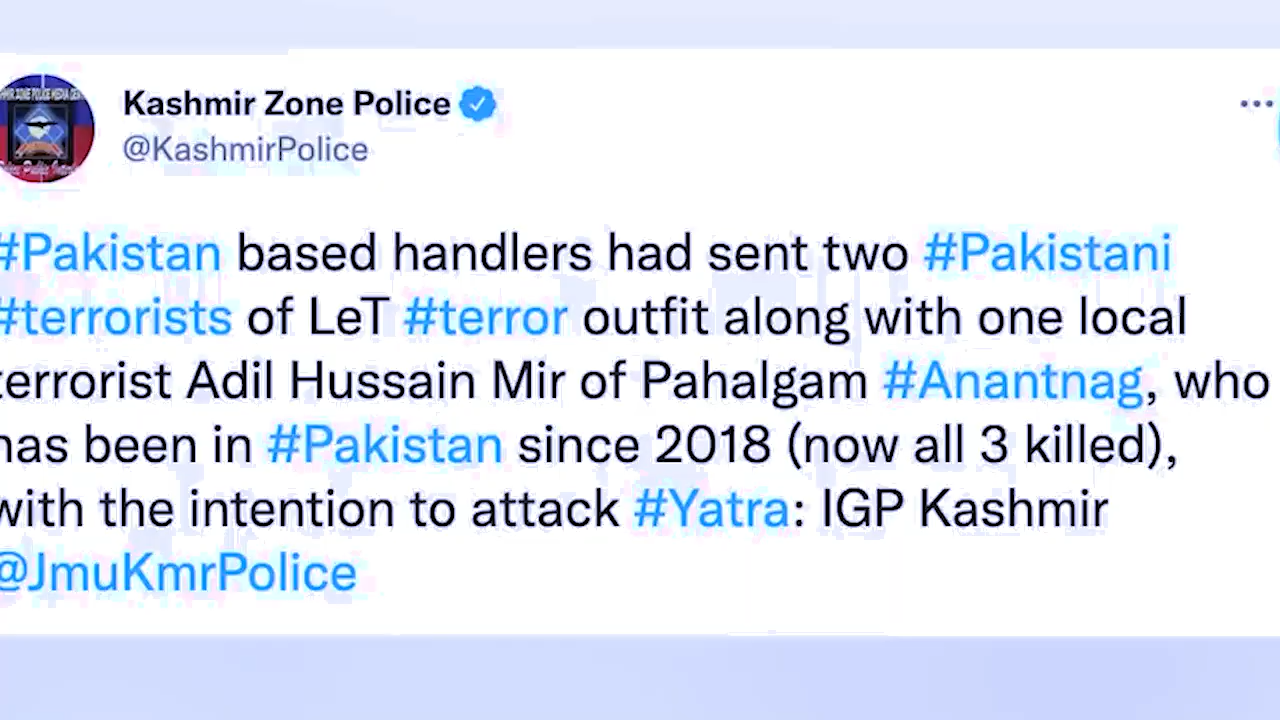 Kashmir Zone Police
@KashmirPolice
#Pakistan based handlers had sent two #Pakistani
#terrorists of LeT #terror outfit along with one local
terrorist Adil Hussain Mir of Pahalgam #Anantnag, who
has been in #Pakistan since 2018 (now all 3 killed),
with the intention to attack #Yatra: IGP Kashmir
@JmuKmrPolice